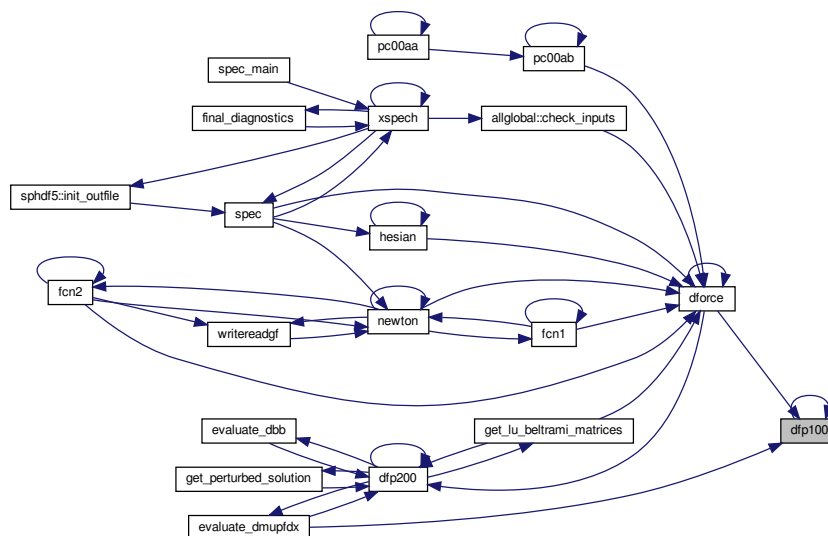 pc00aa
pc00ab
spec_main
final_diagnostics
xspech
allglobal::check_inputs
sphdf5::init_outfile
spec
hesian
fcn2
newton
dforce
writereadgf
fcn1
evaluate_dbb
get_lu_beltrami_matrices
dfp100
get_perturbed_solution
dfp200
evaluate_dmupfdx